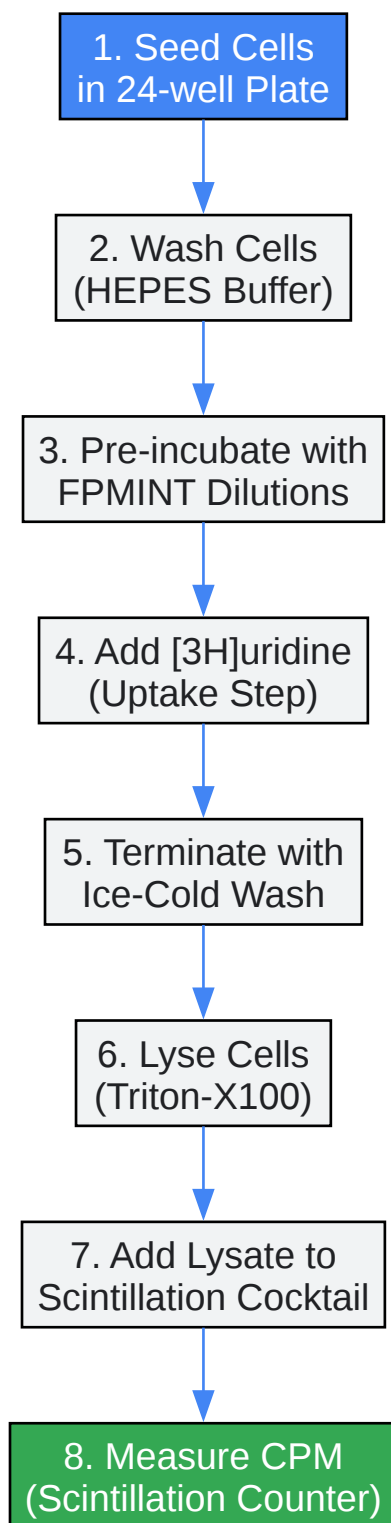 1. Seed Cells
in 24-well Plate
2. Wash Cells
(HEPES Buffer)
3. Pre-incubate with
FPMINT Dilutions
4. Add [3H]uridine
(Uptake Step)
5. Terminate with
Ice-Cold Wash
6. Lyse Cells
(Triton-X100)
7. Add Lysate to
Scintillation Cocktail
8. Measure CPM
(Scintillation Counter)